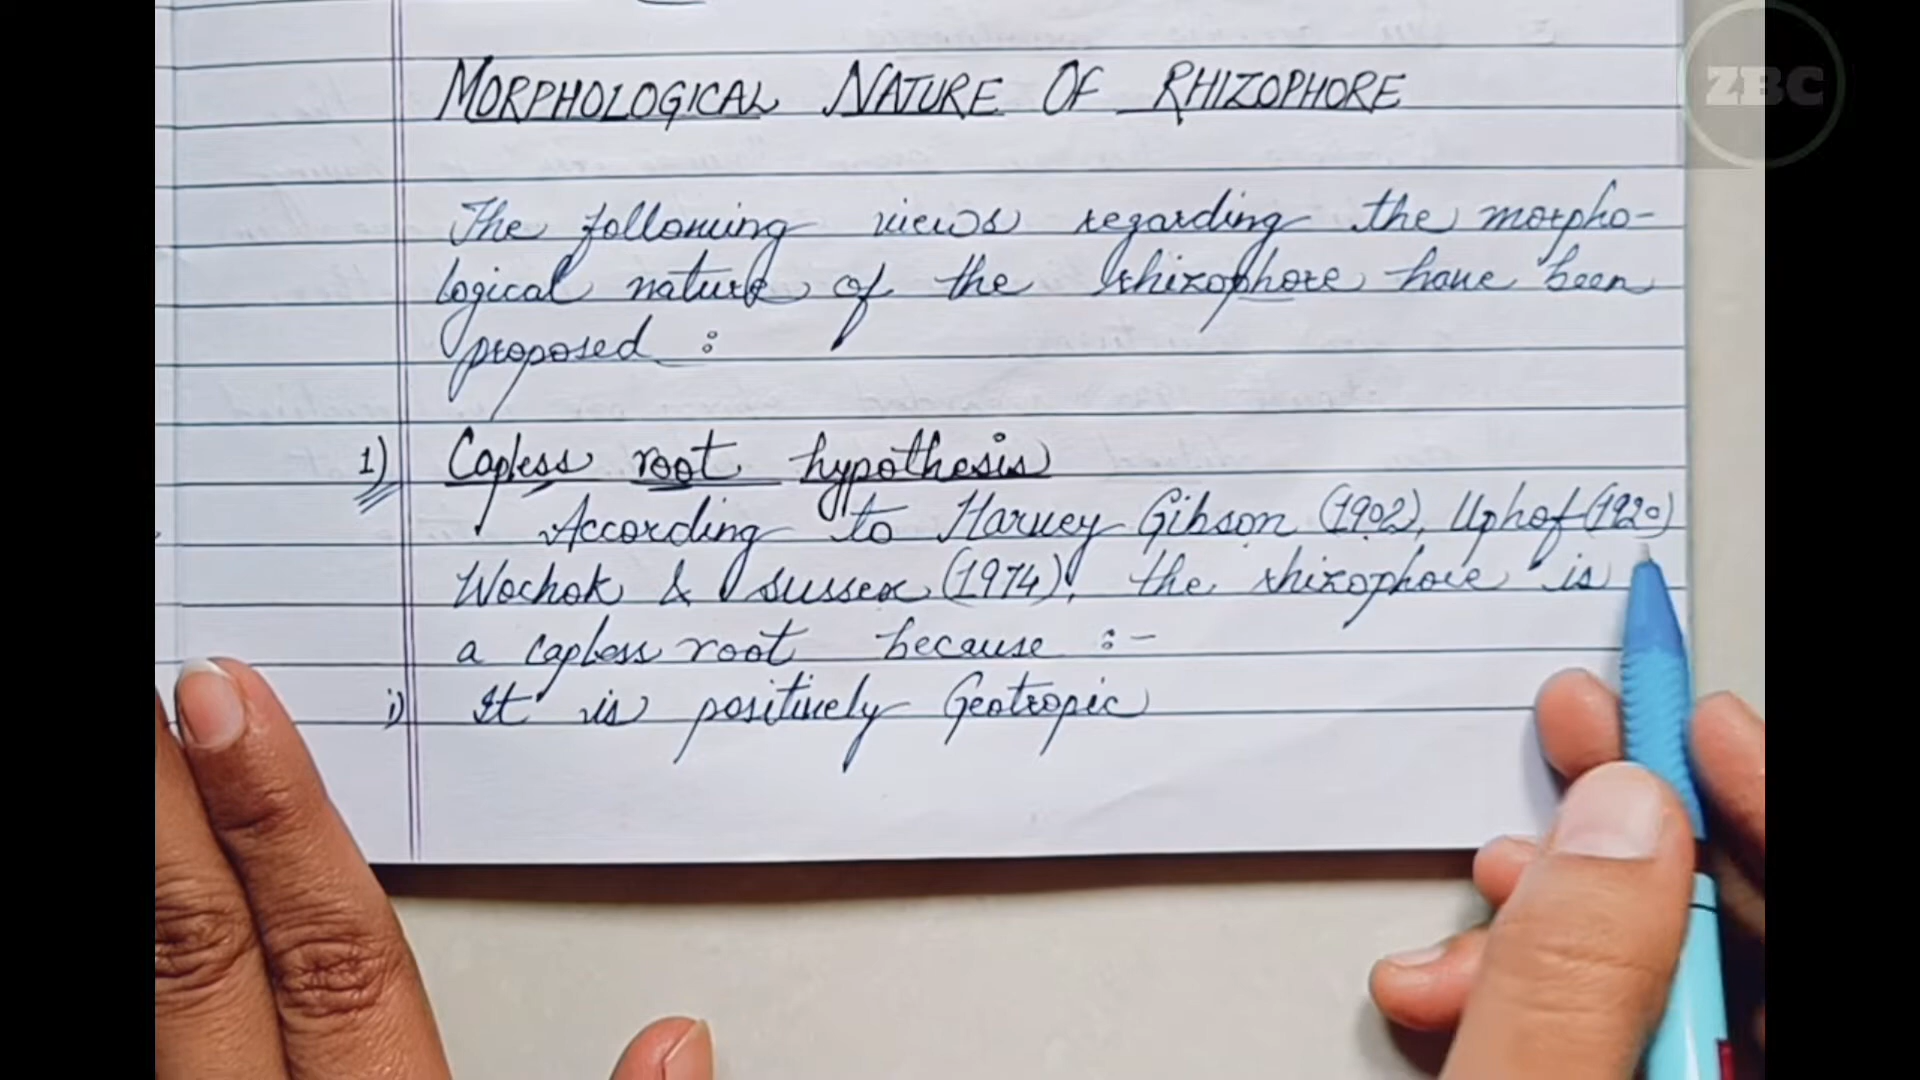 ZBC
MORPHOLOGICAL NATURE OF RHIZOPHORE
The following views regarding the morpho-
logical nature of the rhizophore have been
proposed :
1) Capless root hypothesis
According to Harvey Gibson (1902), Uphof (1920)
Wochok & Sussex (1974), the rhizophore is
a capless root because :-
i) It is positively Geotropic